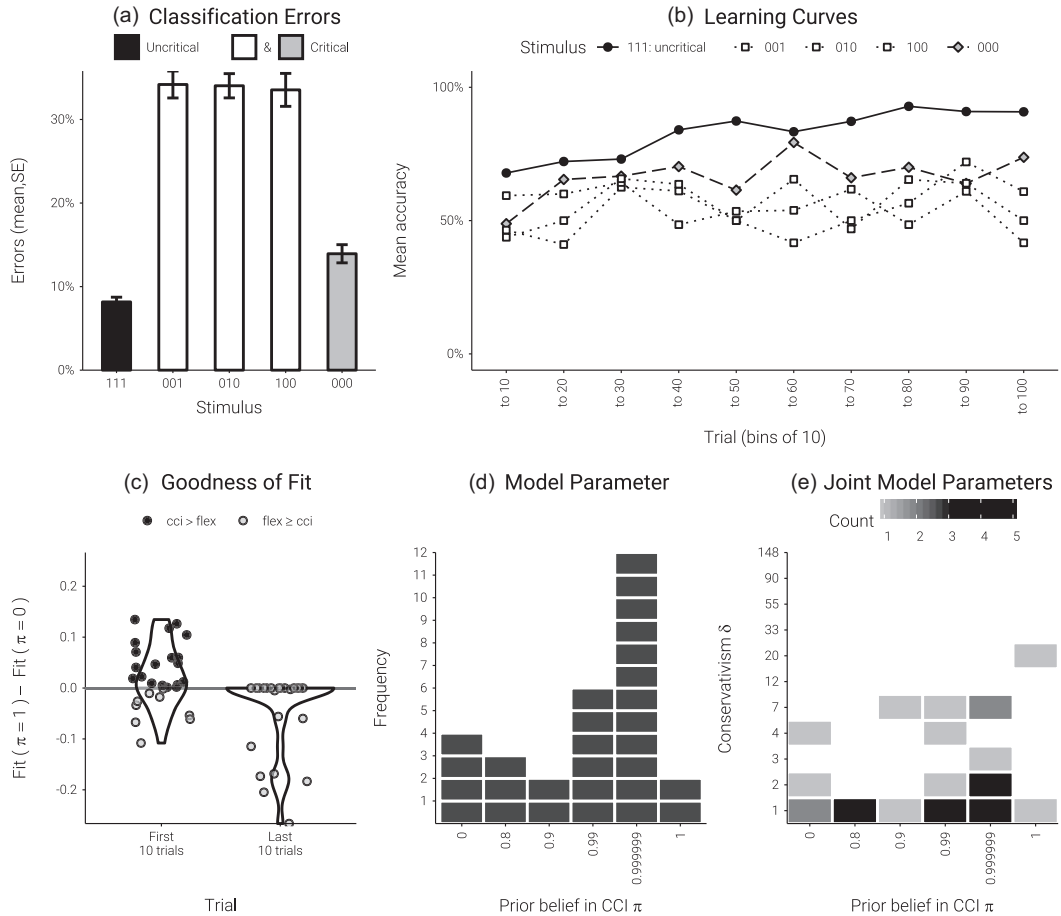 (a) Classification Errors
Uncritical & Critical
30%
20%
10%
0%
Errors (mean,SE)
111 001 010 100 000
Stimulus
(b) Learning Curves
Stimulus 111: uncritical 001 010 100 000
100%
50%
0%
Mean accuracy
to 10 to 20 to 30 to 40 to 50 to 60 to 70 to 80 to 90 to 100
Trial (bins of 10)
(c) Goodness of Fit
cci > flex flex ≥ cci
0.2
0.1
0.0
-0.1
-0.2
Fit ( π = 1 ) − Fit ( π = 0 )
First Last
10 trials 10 trials
Trial
(d) Model Parameter
12
11
10
9
8
7
6
5
4
3
2
1
Frequency
0 0.8 0.9 0.99 0.999999 1
Prior belief in CCI π
(e) Joint Model Parameters
Count
1 2 3 4 5
148
90
55
33
20
12
7
4
3
2
1
Conservativism δ
0 0.8 0.9 0.99 0.999999 1
Prior belief in CCI π